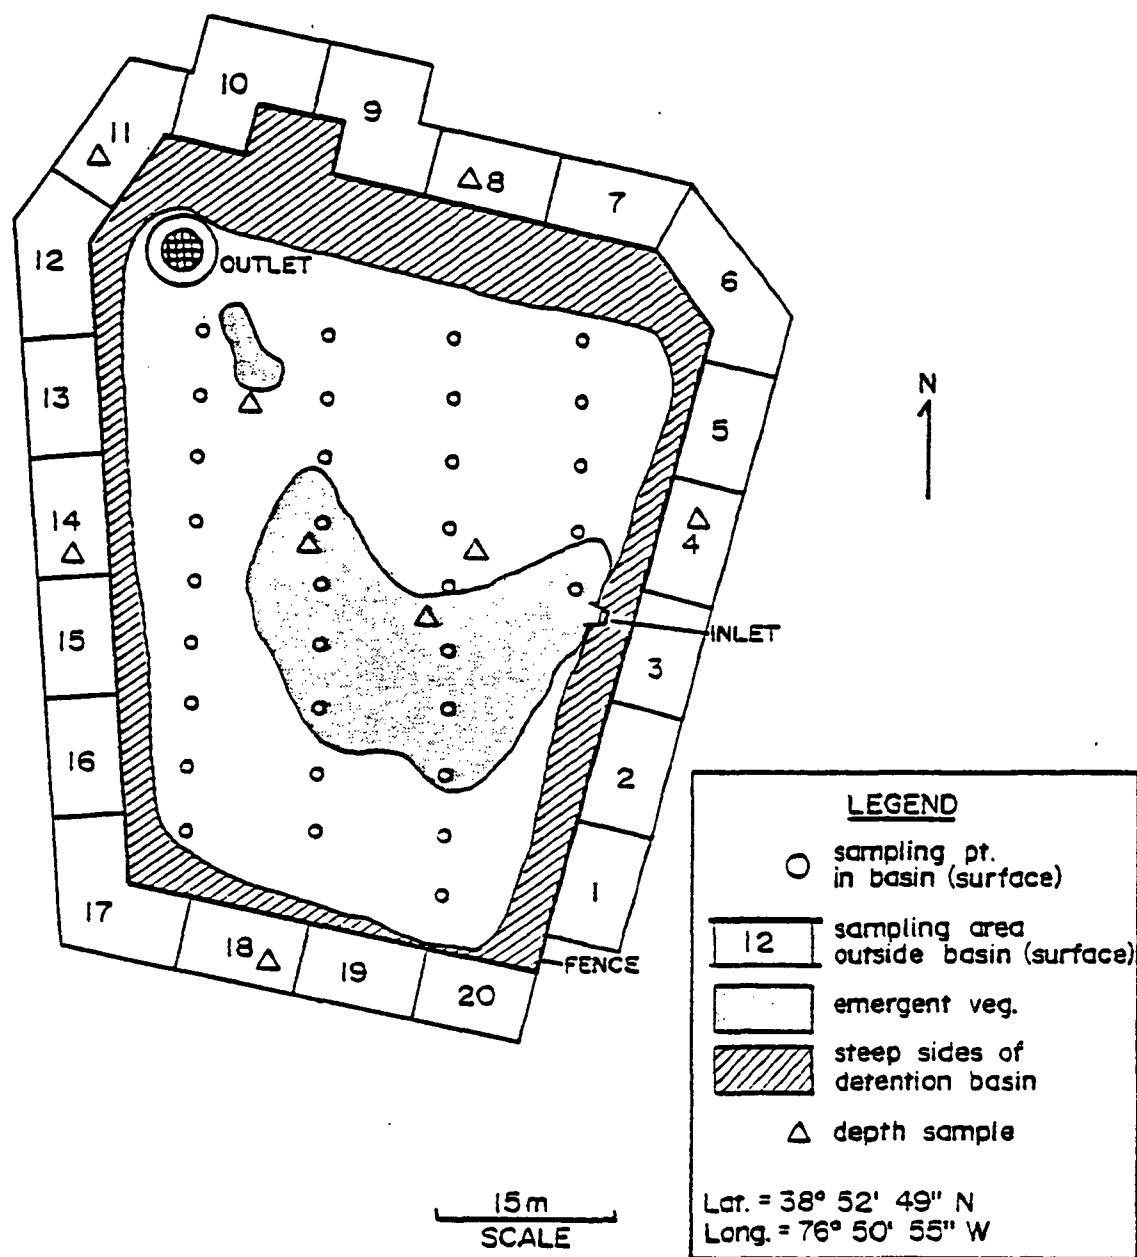 10
9
11
8
7
12
OUTLET
6
13
N
5
14
4
15
INLET
3
16
2
LEGEND
sampling pt.
in basin (surface)
1
17
18
19
20
FENCE
12
sampling area
outside basin (surface)
emergent veg.
steep sides of
detention basin
depth sample
15 m
SCALE
Lat. = 38° 52' 49" N
Long. = 76° 50' 55" W